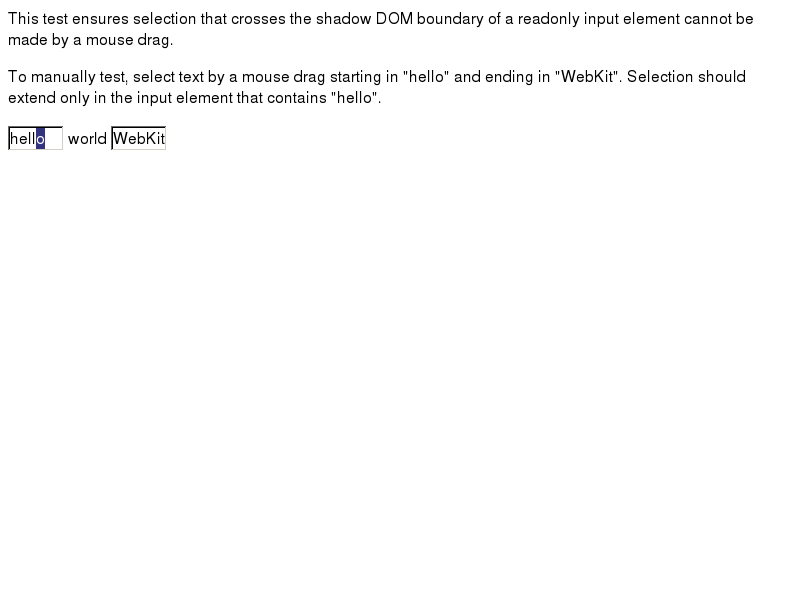 This test ensures selection that crosses the shadow DOM boundary of a readonly input element cannot be
made by a mouse drag.
To manually test, select text by a mouse drag starting in "hello" and ending in "WebKit". Selection should
extend only in the input element that contains "hello".
hello world WebKit